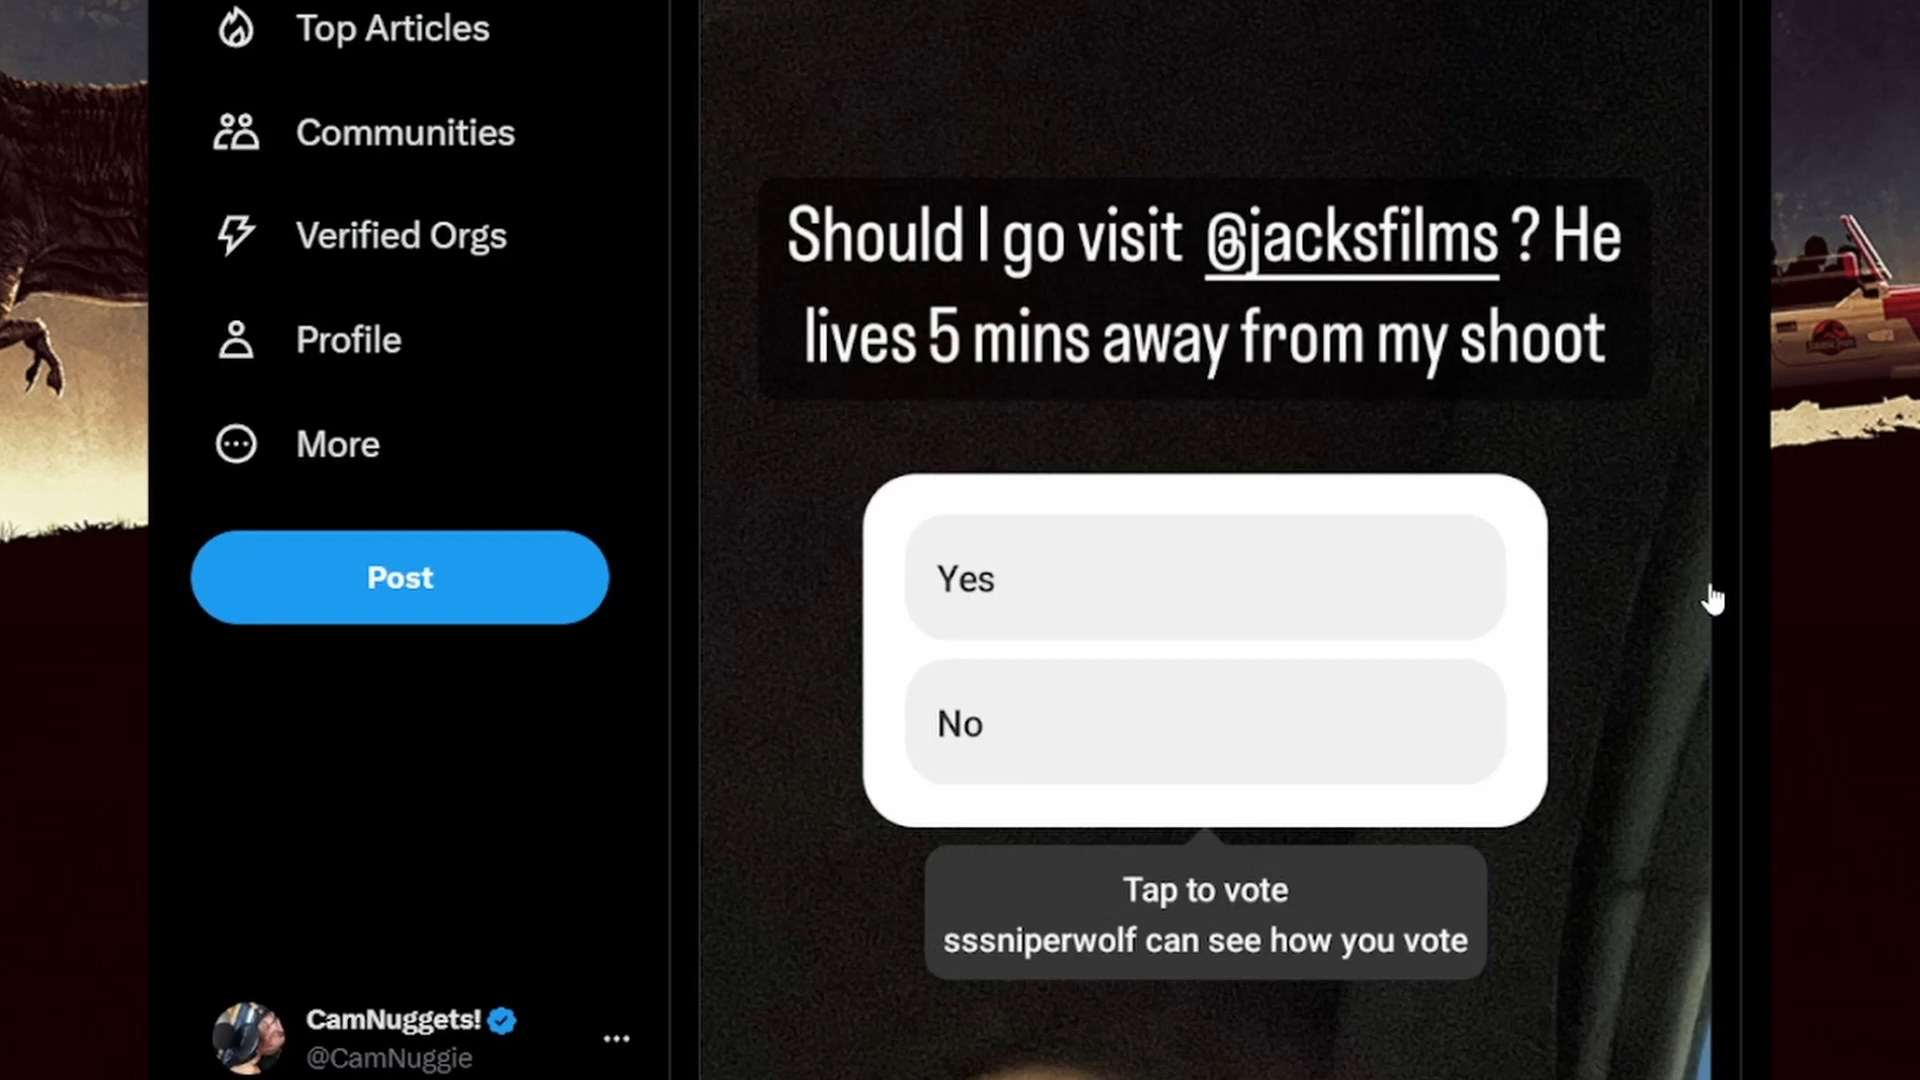 Top Articles
Communities
Verified Orgs
Profile
More
Post
CamNuggets!
@CamNuggie
Should I go visit @jacksfilms ? He
lives 5 mins away from my shoot
Yes
No
Tap to vote
sssniperwolf can see how you vote